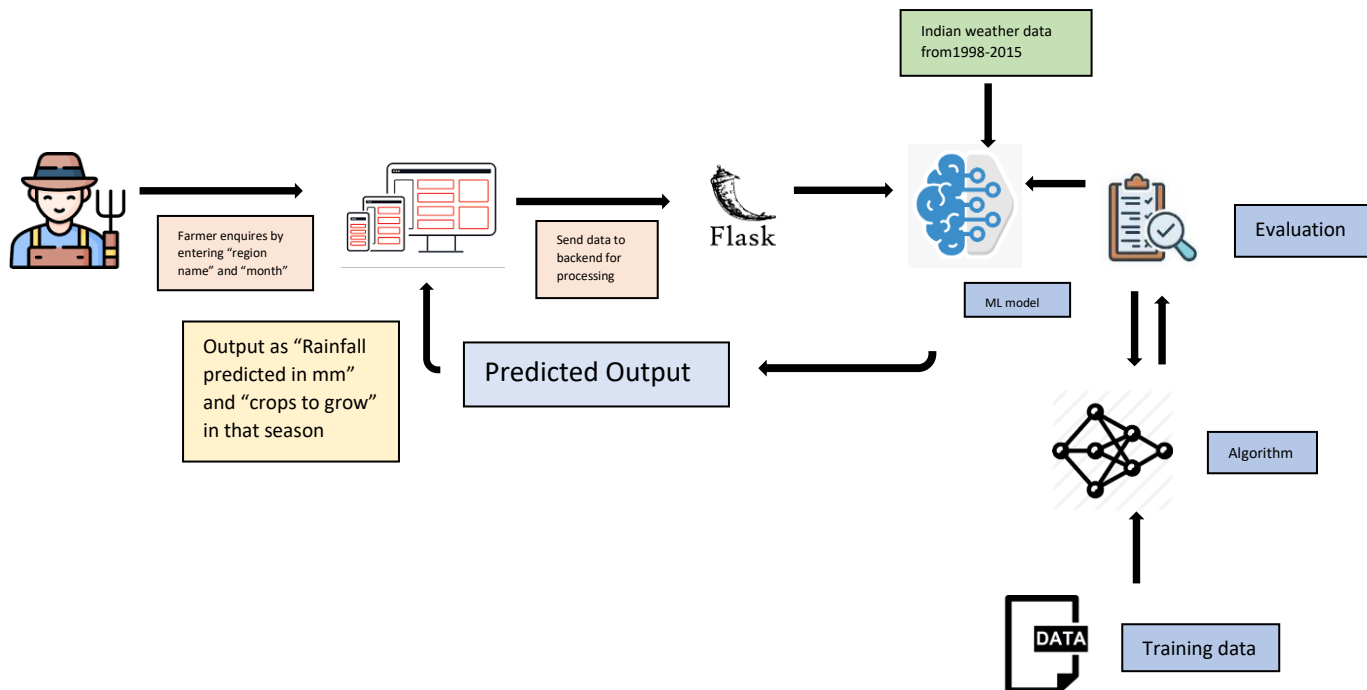 Indian weather data
from1998-2015
Farmer enquires by
entering “region
name” and “month”
Send data to
backend for
processing
Flask
ML model
Evaluation
Output as “Rainfall
predicted in mm”
and “crops to grow”
in that season
Predicted Output
Algorithm
DATA
Training data